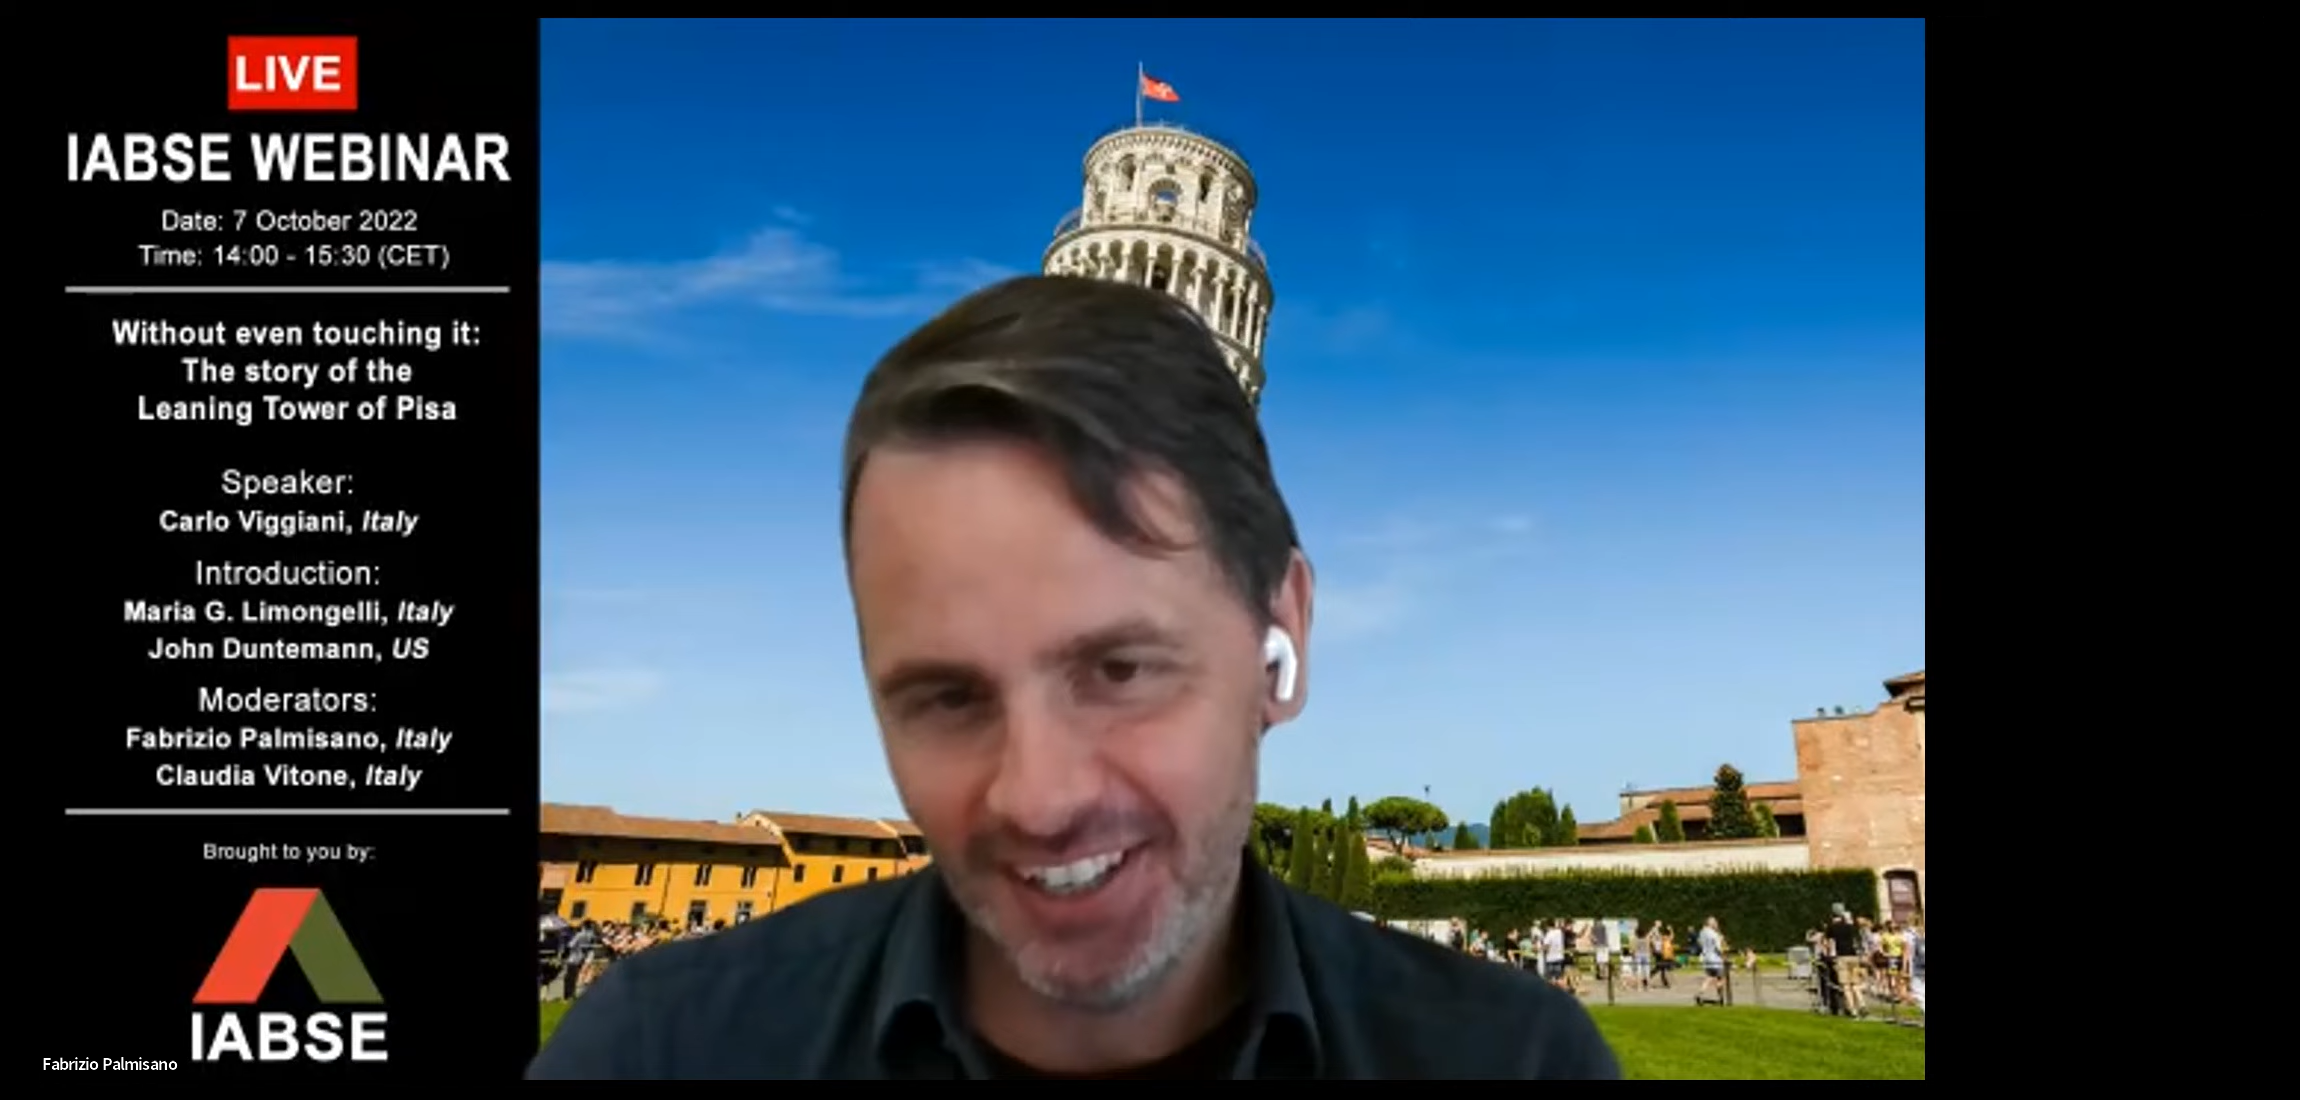 LIVE
IABSE WEBINAR
Date: 7 October 2022
Time: 14:00 - 15:30 (CET)
Without even touching it:
The story of the
Leaning Tower of Pisa
Speaker:
Carlo Viggiani, Italy
Introduction:
Maria G. Limongelli, Italy
John Duntemann, US
Moderators:
Fabrizio Palmisano, Italy
Claudia Vitone, Italy
Brought to you by:
IABSE
Fabrizio Palmisano